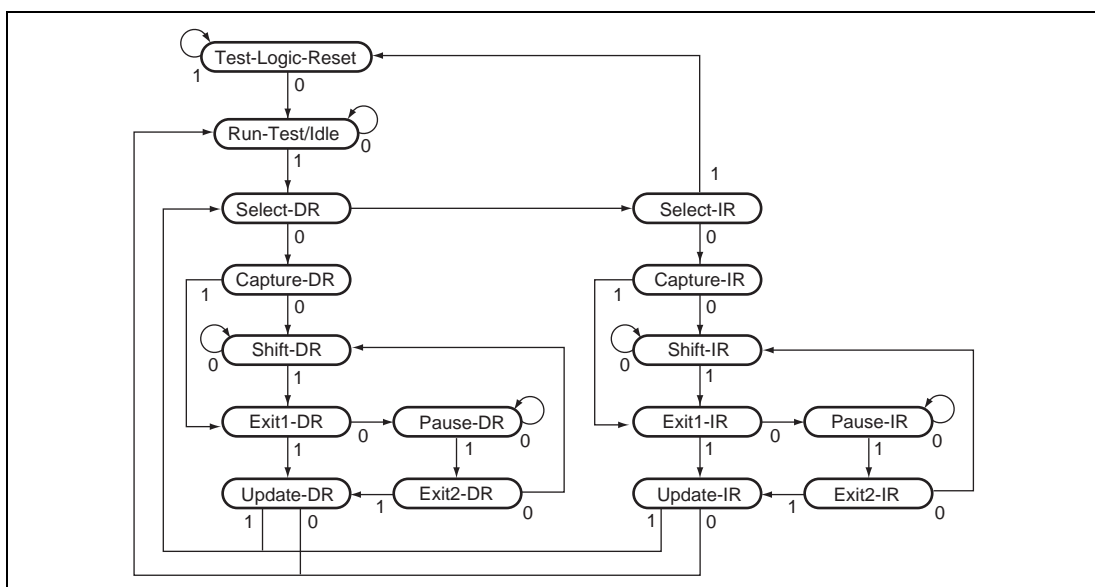 Test-Logic-Reset
1
0
Run-Test/Idle
0
1
1
Select-DR
Select-IR
0
0
Capture-DR
Capture-IR
1
0
1
0
Shift-DR
Shift-IR
0
1
0
1
Exit1-DR
Pause-DR
Exit1-IR
Pause-IR
0
0
0
0
1
1
1
1
Update-DR
Exit2-DR
Update-IR
Exit2-IR
1
0
1
0
1
0
1
0